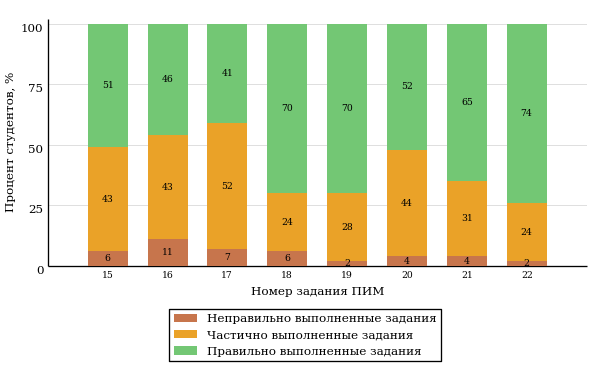 100
75
50
25
0
Процент студентов, %
51 46 41 70 70 52 65 74
43 43 52 24 28 44 31 24
6 11 7 6 2 4 4 2
15 16 17 18 19 20 21 22
Номер задания ПИМ
Неправильно выполненные задания
Частично выполненные задания
Правильно выполненные задания